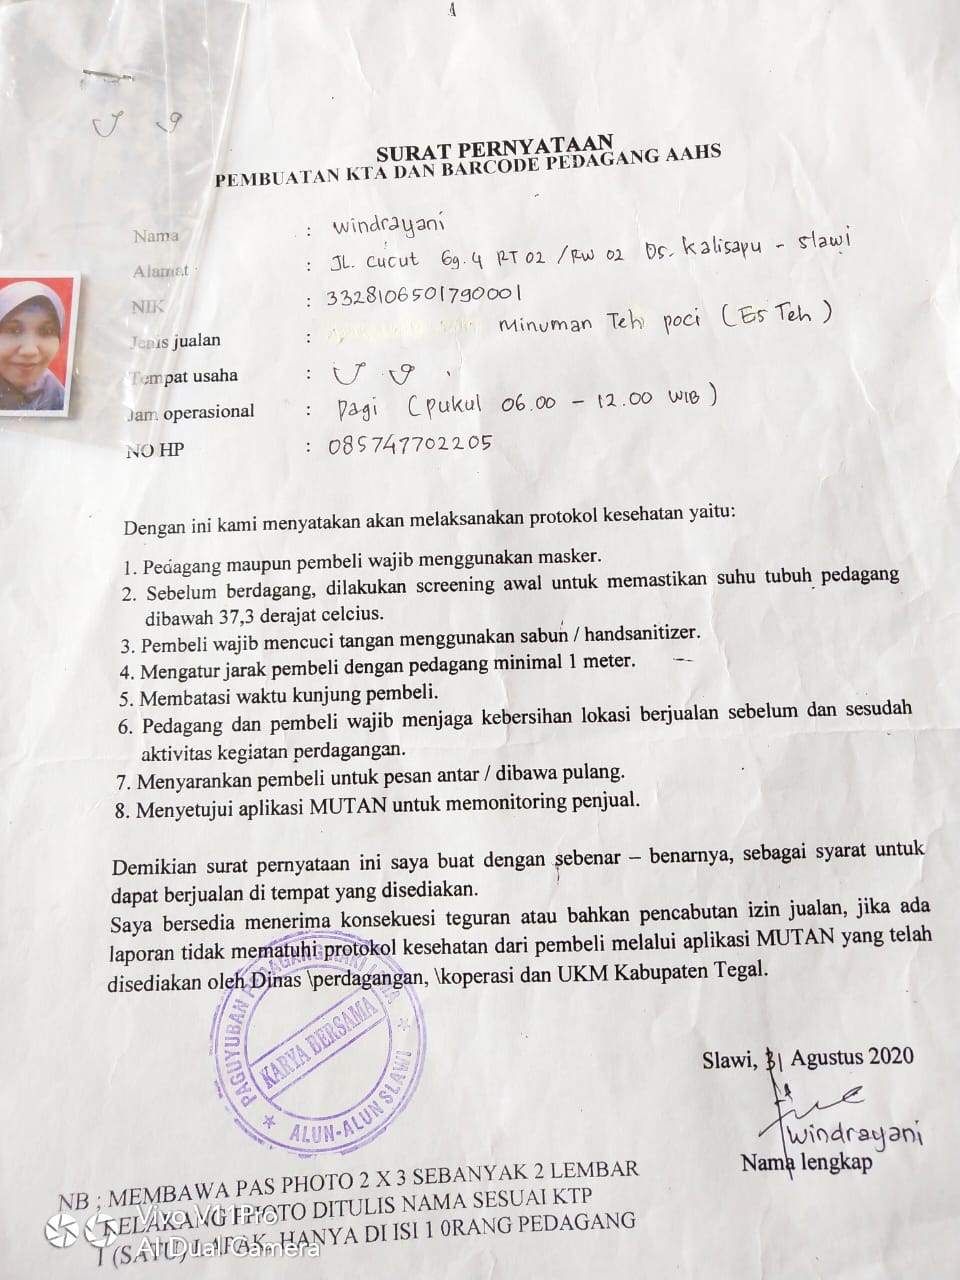 SURAT PERNYATAAN
PEMBUATAN KTA DAN BARCODE PEDAGANG AAHS
Nama : Windrayani
Alamat : JL. Cucut Gg. 4 RT 02 / RW 02 Ds. Kalisapu - Slawi
NIK : 3328106501790001
Jenis jualan : Minuman Teh poci (Es Teh)
Tempat usaha :
Jam operasional : Pagi (pukul 06.00 - 12.00 WIB)
NO HP : 085747702205
Dengan ini kami menyatakan akan melaksanakan protokol kesehatan yaitu:
1. Pedagang maupun pembeli wajib menggunakan masker.
2. Sebelum berdagang, dilakukan screening awal untuk memastikan suhu tubuh pedagang
dibawah 37,3 derajat celcius.
3. Pembeli wajib mencuci tangan menggunakan sabun / handsanitizer.
4. Mengatur jarak pembeli dengan pedagang minimal 1 meter.
5. Membatasi waktu kunjung pembeli.
6. Pedagang dan pembeli wajib menjaga kebersihan lokasi berjualan sebelum dan sesudah
aktivitas kegiatan perdagangan.
7. Menyarankan pembeli untuk pesan antar / dibawa pulang.
8. Menyetujui aplikasi MUTAN untuk memonitoring penjual.
Demikian surat pernyataan ini saya buat dengan sebenar – benarnya, sebagai syarat untuk
dapat berjualan di tempat yang disediakan.
Saya bersedia menerima konsekuesi teguran atau bahkan pencabutan izin jualan, jika ada
laporan tidak mematuhi protokol kesehatan dari pembeli melalui aplikasi MUTAN yang telah
disediakan oleh Dinas \perdagangan, \koperasi dan UKM Kabupaten Tegal.
PAGUYUBAN PEDAGANG KAKI LIMA
KARYA BERSAMA
ALUN-ALUN SLAWI
Slawi, 31 Agustus 2020
Windrayani
Nama lengkap
NB ; MEMBAWA PAS PHOTO 2 X 3 SEBANYAK 2 LEMBAR
BELAKANG PHOTO DITULIS NAMA SESUAI KTP
1 (SATU) LAPAK, HANYA DI ISI 1 0RANG PEDAGANG
Vivo V11Pro
AI Dual Camera